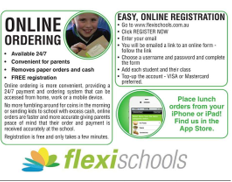 ONLINE
ORDERING
• Available 24/7
• Convenient for parents
• Removes paper orders and cash
• FREE registration
Online ordering is more convenient, providing a
24/7 payment and ordering system that can be
accessed from home, work or a mobile device.
No more fumbling around for coins in the morning
or sending kids to school with excess cash, online
orders are faster and more accurate giving parents
peace of mind that their order and payment is
received accurately at the school.
Registration is free and only takes a few minutes.
EASY, ONLINE REGISTRATION
• Go to www.flexischools.com.au
• Click REGISTER NOW
• Enter your email
• You will be emailed a link to an online form -
follow the link
• Choose a username and password and complete
the form
• Add each student and their class
• Top-up the account - VISA or Mastercard
preferred.
Place lunch
orders from your
iPhone or iPad!
Find us in the
App Store.
flexischools